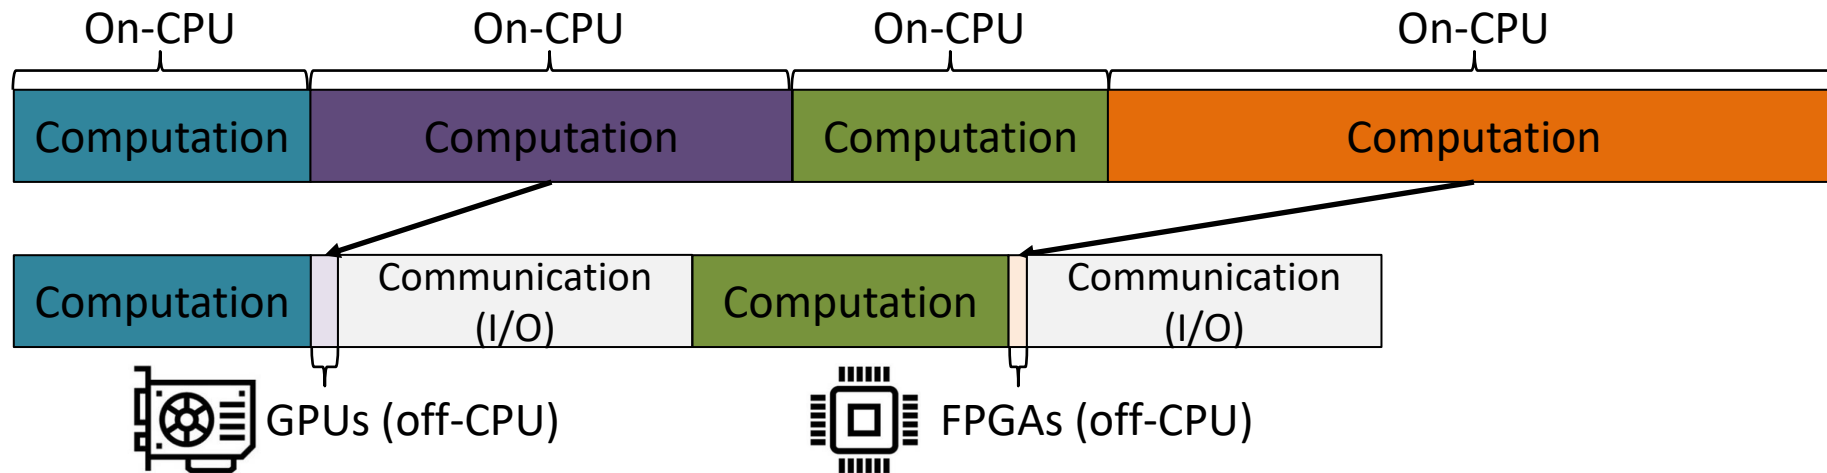 On-CPU
On-CPU
On-CPU
On-CPU
Computation
Computation
Computation
Computation
Computation
Communication
(I/O)
Computation
Communication
(I/O)
GPUs (off-CPU)
FPGAs (off-CPU)